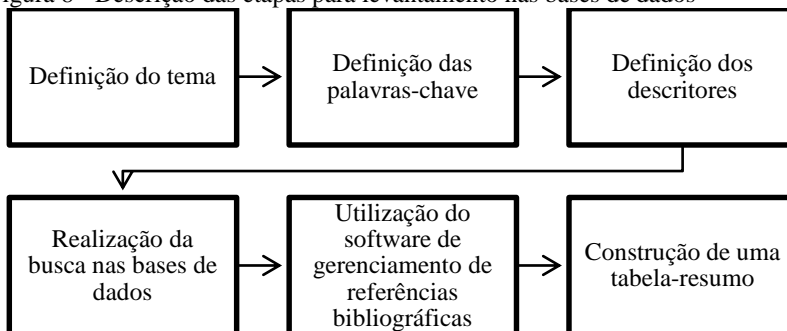 igura 6 - Descrição das etapas para levantamento nas bases de dados
Definição do tema
Definição das
palavras-chave
Definição dos
descritores
Realização da
busca nas bases de
dados
Utilização do
software de
gerenciamento de
referências
bibliográficas
Construção de uma
tabela-resumo